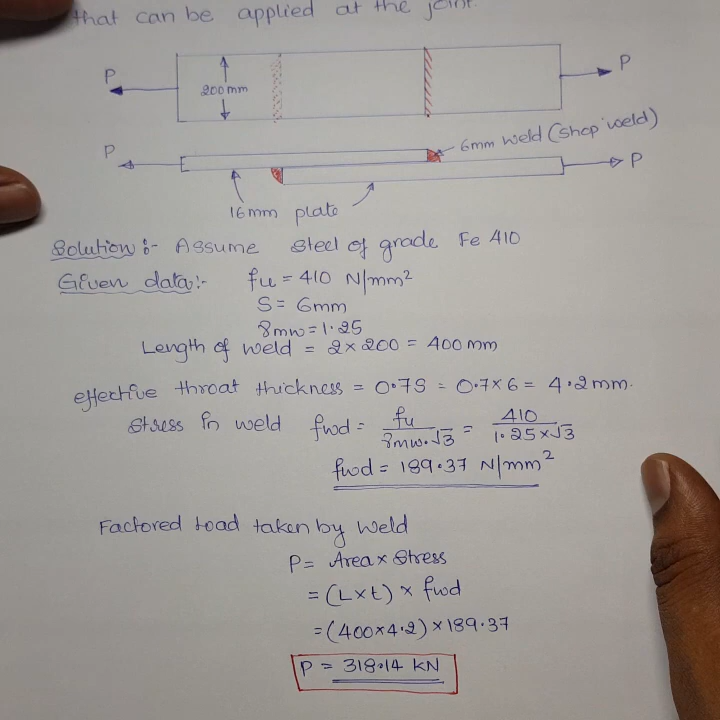 that can be applied at the joint.
P
P
200mm
P
6mm weld (shop weld)
P
16mm plate
Solution :- Assume steel of grade Fe 410
Given data:- fu = 410 N/mm²
S = 6mm
γmw = 1.25
Length of weld = 2×200 = 400 mm
effective throat thickness = 0.7S = 0.7×6 = 4.2mm.
Stress in weld fwd = fu/γmw.√3 = 410/1.25×√3
fwd = 189.37 N/mm²
Factored load taken by weld
P = Area × Stress
= (L×t) × fwd
= (400×4.2) × 189.37
P = 318.14 kN